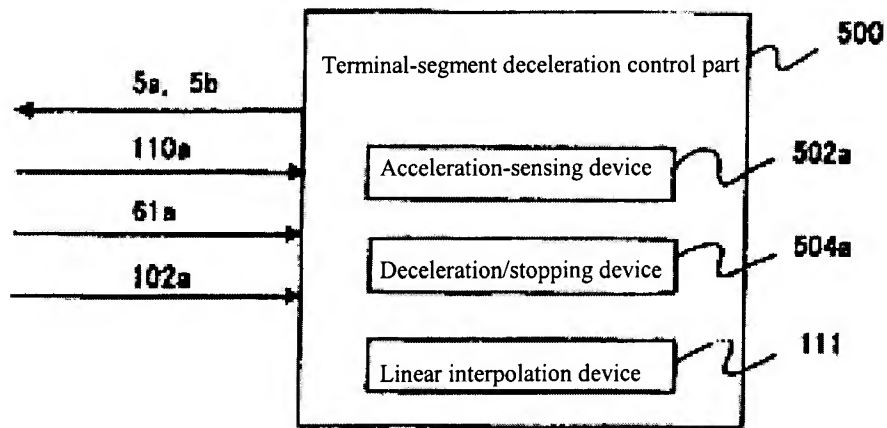 500
Terminal-segment deceleration control part
5a, 5b
110a
Acceleration-sensing device
502a
61a
Deceleration/stopping device
504a
102a
Linear interpolation device
111